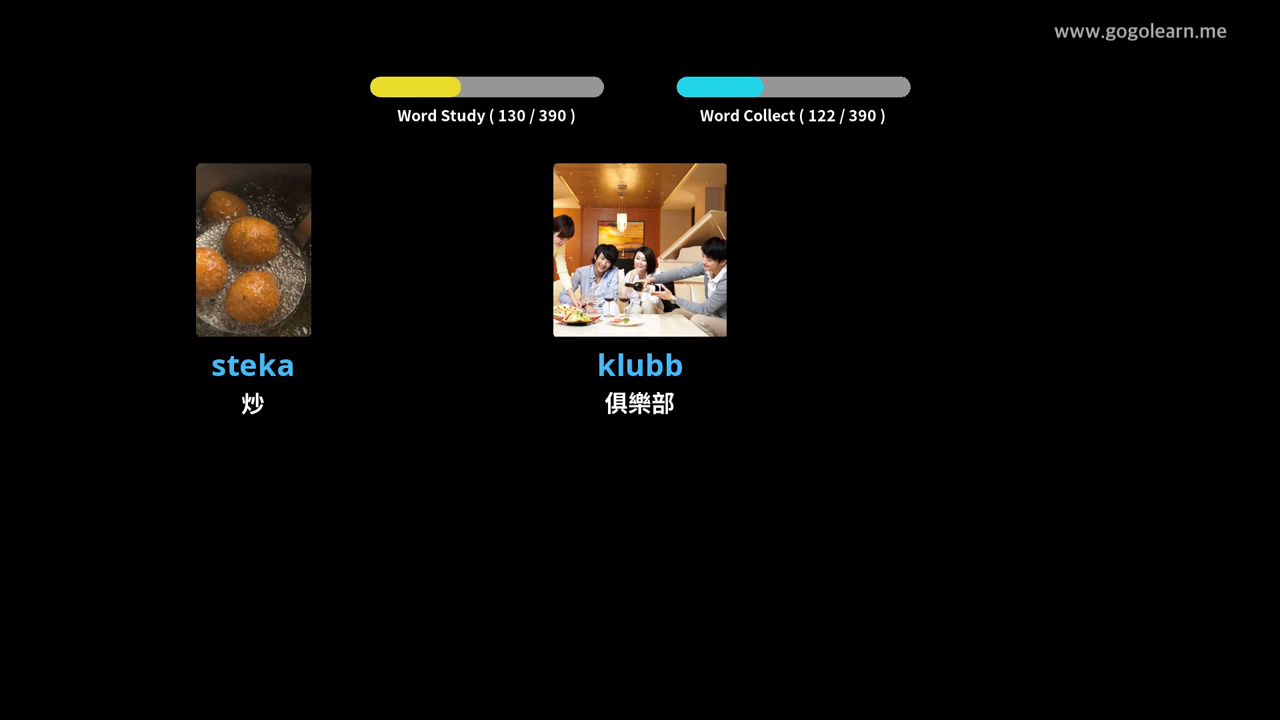 www.gogolearn.me
Word Study ( 130 / 390 )
Word Collect ( 122 / 390 )
steka
炒
klubb
俱樂部